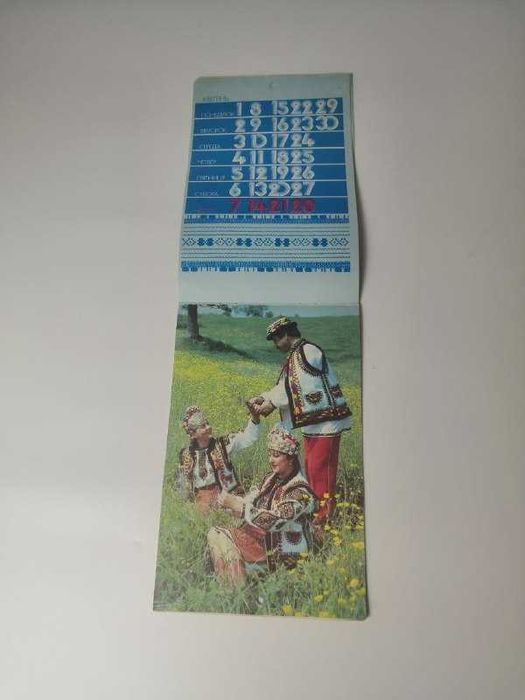 КВІТЕНЬ
ПОНЕДІЛОК 1 8 15 22 29
ВІВТОРОК 2 9 16 23 30
СЕРЕДА 3 10 17 24
ЧЕТВЕР 4 11 18 25
П'ЯТНИЦЯ 5 12 19 26
СУБОТА 6 13 20 27
7 14 21 28